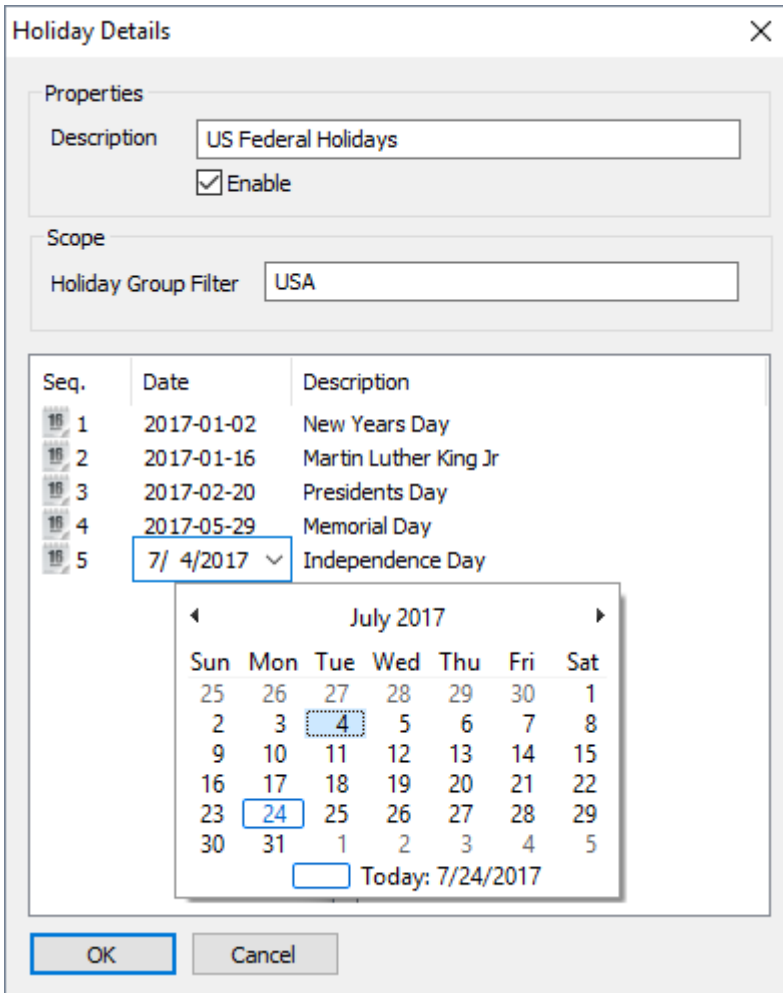 Holiday Details
Properties
Description US Federal Holidays
Enable
Scope
Holiday Group Filter USA
Seq. Date Description
16 1 2017-01-02 New Years Day
16 2 2017-01-16 Martin Luther King Jr
16 3 2017-02-20 Presidents Day
16 4 2017-05-29 Memorial Day
16 5 7/ 4/2017 Independence Day
July 2017
Sun Mon Tue Wed Thu Fri Sat
25 26 27 28 29 30 1
2 3 4 5 6 7 8
9 10 11 12 13 14 15
16 17 18 19 20 21 22
23 24 25 26 27 28 29
30 31 1 2 3 4 5
Today: 7/24/2017
OK Cancel